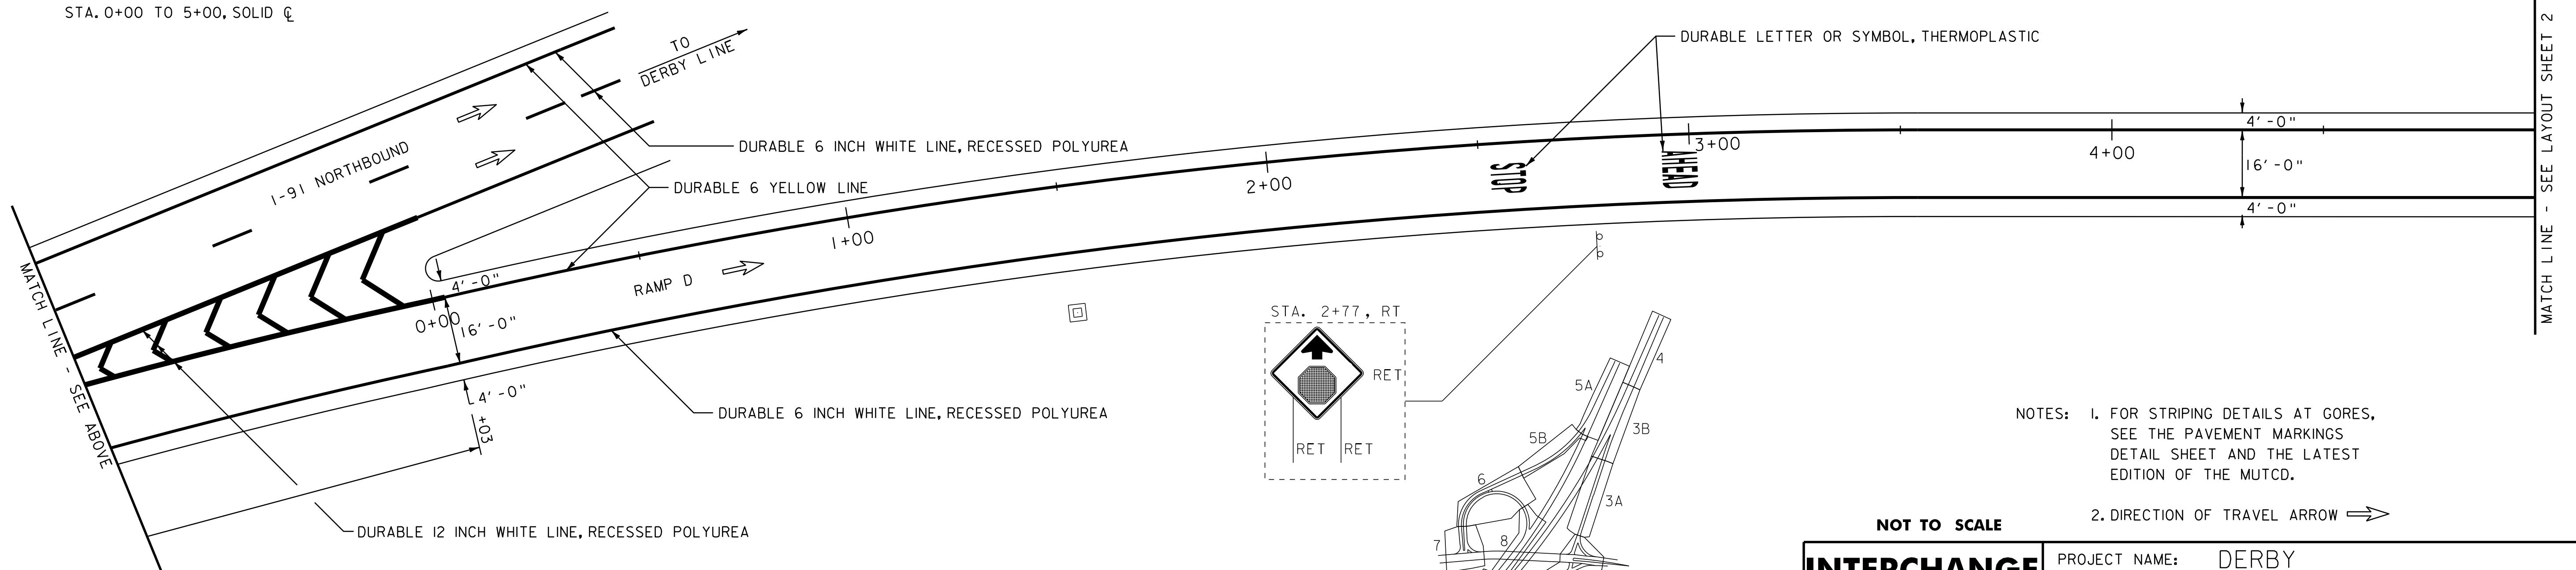 STA. 0+00 TO 5+00, SOLID ℄
TO
DERBY LINE
I-91 NORTHBOUND
DURABLE 6 INCH WHITE LINE, RECESSED POLYUREA
DURABLE 6 YELLOW LINE
DURABLE LETTER OR SYMBOL, THERMOPLASTIC
STOP
AHEAD
0+00
1+00
2+00
3+00
4+00
4'-0"
16'-0"
4'-0"
MATCH LINE - SEE LAYOUT SHEET 2
MATCH LINE - SEE ABOVE
4'-0"
16'-0"
4'-0"
+03
RAMP D
DURABLE 6 INCH WHITE LINE, RECESSED POLYUREA
DURABLE 12 INCH WHITE LINE, RECESSED POLYUREA
STA. 2+77, RT
RET
RET RET
4
5A
3B
5B
6
3A
7
8
NOTES: 1. FOR STRIPING DETAILS AT GORES,
SEE THE PAVEMENT MARKINGS
DETAIL SHEET AND THE LATEST
EDITION OF THE MUTCD.
2. DIRECTION OF TRAVEL ARROW
NOT TO SCALE
INTERCHANGE
PROJECT NAME: DERBY